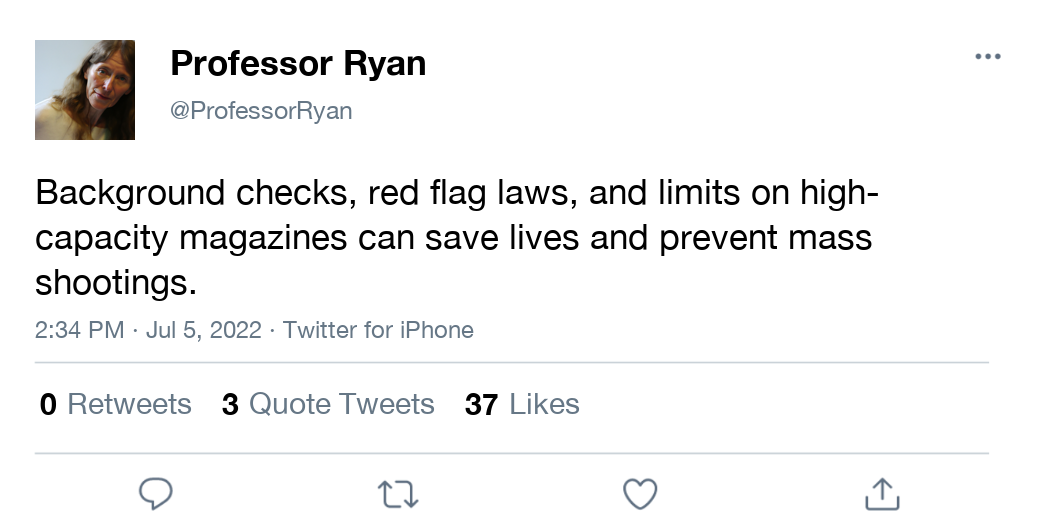 Professor Ryan
@ProfessorRyan
Background checks, red flag laws, and limits on high-
capacity magazines can save lives and prevent mass
shootings.
2:34 PM · Jul 5, 2022 · Twitter for iPhone
0 Retweets 3 Quote Tweets 37 Likes